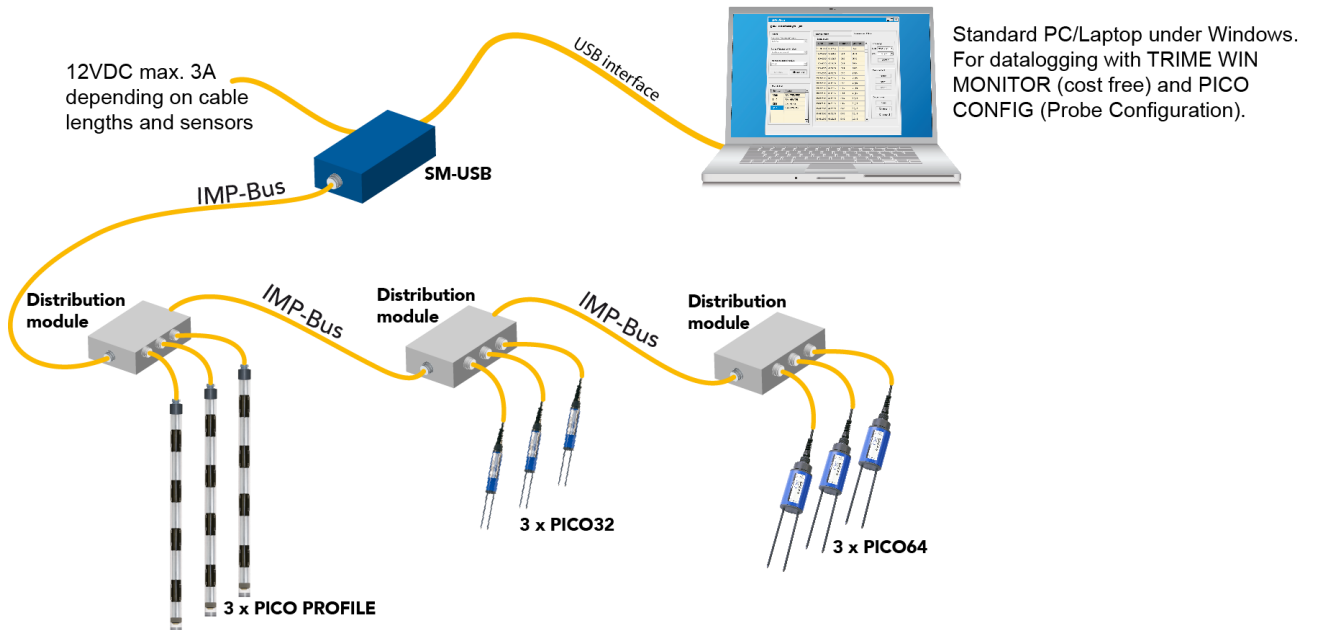 12VDC max. 3A
depending on cable
lengths and sensors
USB interface
Standard PC/Laptop under Windows.
For datalogging with TRIME WIN
MONITOR (cost free) and PICO
CONFIG (Probe Configuration).
SM-USB
IMP-Bus
Distribution
module
IMP-Bus
Distribution
module
IMP-Bus
Distribution
module
3 x PICO32
3 x PICO64
3 x PICO PROFILE